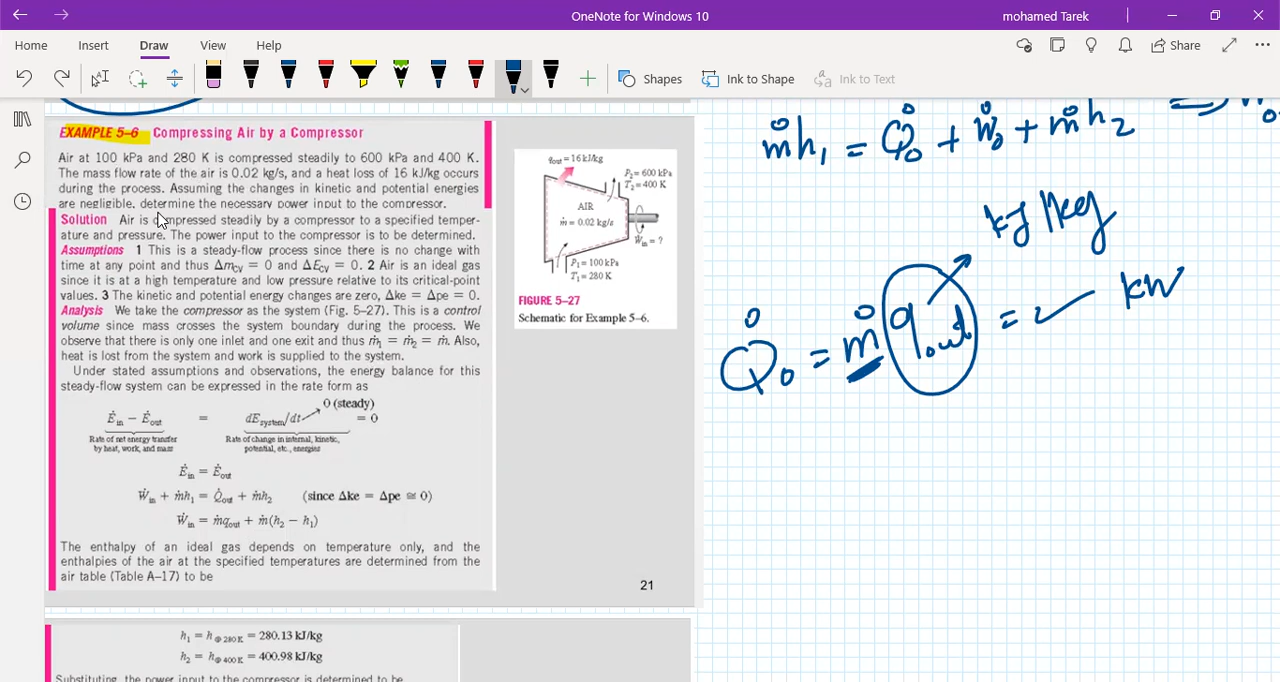 OneNote for Windows 10
mohamed Tarek
Home Insert Draw View Help
Share
Shapes
Ink to Shape
Ink to Text
EXAMPLE 5–6 Compressing Air by a Compressor
Air at 100 kPa and 280 K is compressed steadily to 600 kPa and 400 K.
The mass flow rate of the air is 0.02 kg/s, and a heat loss of 16 kJ/kg occurs
during the process. Assuming the changes in kinetic and potential energies
are negligible, determine the necessary power input to the compressor.
Solution Air is compressed steadily by a compressor to a specified temper-
ature and pressure. The power input to the compressor is to be determined.
Assumptions 1 This is a steady-flow process since there is no change with
time at any point and thus Δm_CV = 0 and ΔE_CV = 0. 2 Air is an ideal gas
since it is at a high temperature and low pressure relative to its critical-point
values. 3 The kinetic and potential energy changes are zero, Δke = Δpe = 0.
Analysis We take the compressor as the system (Fig. 5–27). This is a control
volume since mass crosses the system boundary during the process. We
observe that there is only one inlet and one exit and thus ṁ₁ = ṁ₂ = ṁ. Also,
heat is lost from the system and work is supplied to the system.
Under stated assumptions and observations, the energy balance for this
steady-flow system can be expressed in the rate form as
Ė_in − Ė_out = dE_system/dt = 0
0 (steady)
Rate of net energy transfer
by heat, work, and mass
Rate of change in internal, kinetic,
potential, etc., energies
Ė_in = Ė_out
Ẇ_in + ṁh₁ = Q̇_out + ṁh₂ (since Δke = Δpe ≅ 0)
Ẇ_in = ṁq_out + ṁ(h₂ − h₁)
The enthalpy of an ideal gas depends on temperature only, and the
enthalpies of the air at the specified temperatures are determined from the
air table (Table A–17) to be
q_out = 16 kJ/kg
P₂ = 600 kPa
T₂ = 400 K
AIR
ṁ = 0.02 kg/s
Ẇ_in = ?
P₁ = 100 kPa
T₁ = 280 K
FIGURE 5–27
Schematic for Example 5–6.
21
h₁ = h@ 280 K = 280.13 kJ/kg
h₂ = h@ 400 K = 400.98 kJ/kg
Substituting, the power input to the compressor is determined to be
ṁh₁ = Q̇₀ + Ẇ₀ + ṁh₂
kJ/kg
Q̇₀ = ṁ q_out = ✓ kW